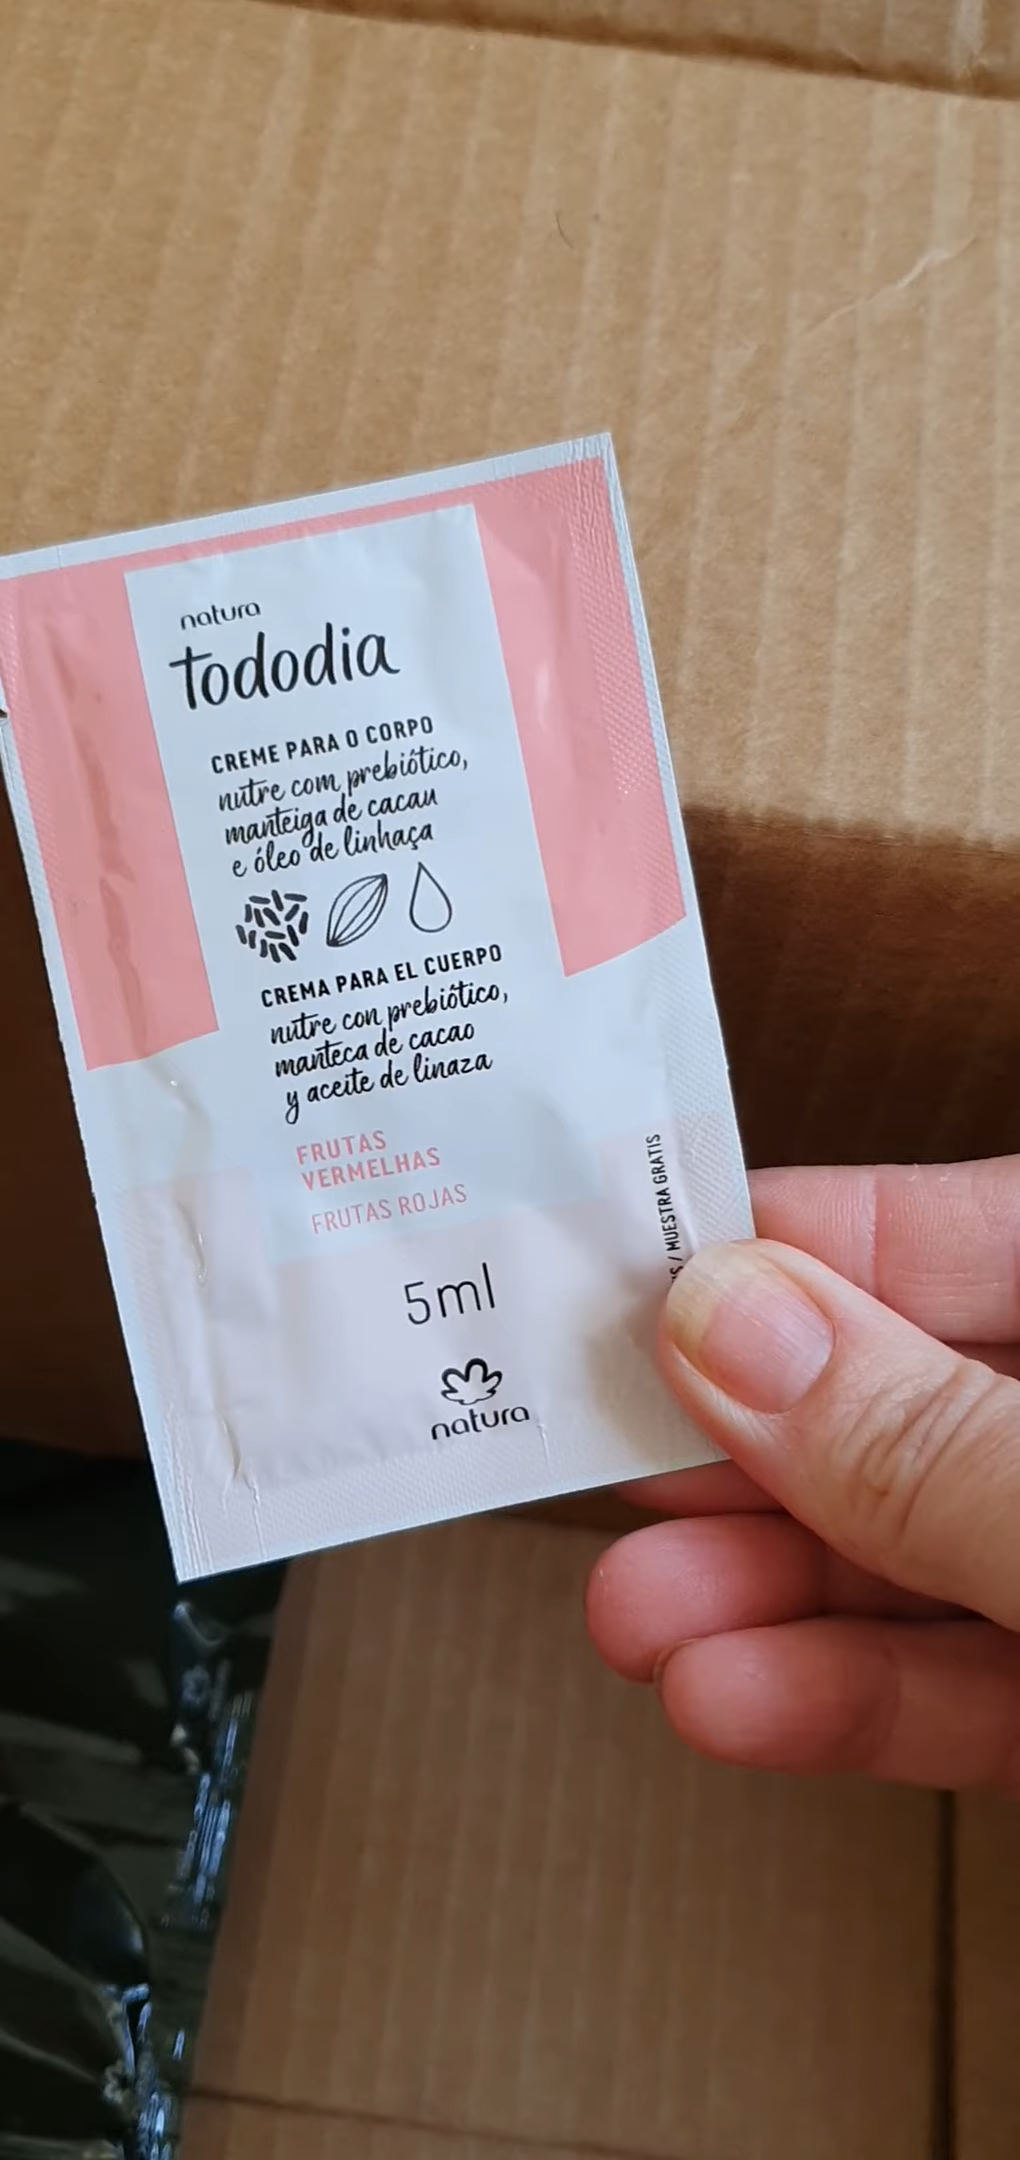 natura
tododia
CREME PARA O CORPO
nutre com prebiótico,
manteiga de cacau
e óleo de linhaça
CREMA PARA EL CUERPO
nutre con prebiótico,
manteca de cacao
y aceite de linaza
FRUTAS
VERMELHAS
FRUTAS ROJAS
/ MUESTRA GRATIS
5ml
natura